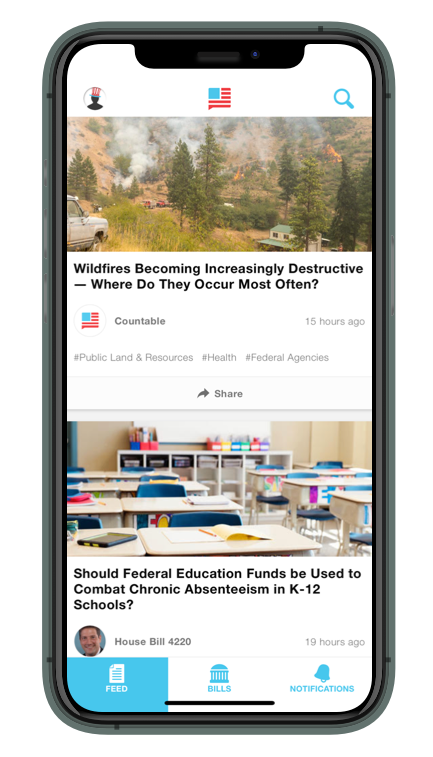 Wildfires Becoming Increasingly Destructive
— Where Do They Occur Most Often?
Countable
15 hours ago
#Public Land & Resources #Health #Federal Agencies
Share
Should Federal Education Funds be Used to
Combat Chronic Absenteeism in K-12
Schools?
House Bill 4220
19 hours ago
FEED
BILLS
NOTIFICATIONS